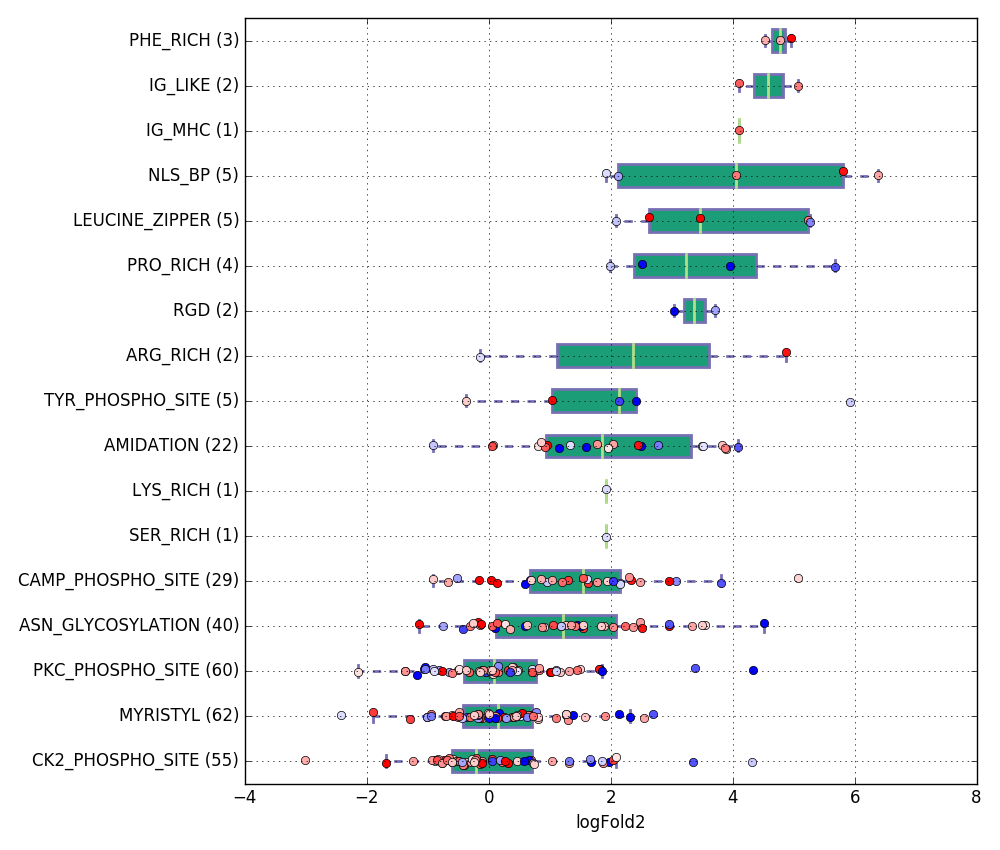 PHE_RICH (3)
IG_LIKE (2)
IG_MHC (1)
NLS_BP (5)
LEUCINE_ZIPPER (5)
PRO_RICH (4)
RGD (2)
ARG_RICH (2)
TYR_PHOSPHO_SITE (5)
AMIDATION (22)
LYS_RICH (1)
SER_RICH (1)
CAMP_PHOSPHO_SITE (29)
ASN_GLYCOSYLATION (40)
PKC_PHOSPHO_SITE (60)
MYRISTYL (62)
CK2_PHOSPHO_SITE (55)
−4 −2 0 2 4 6 8
logFold2